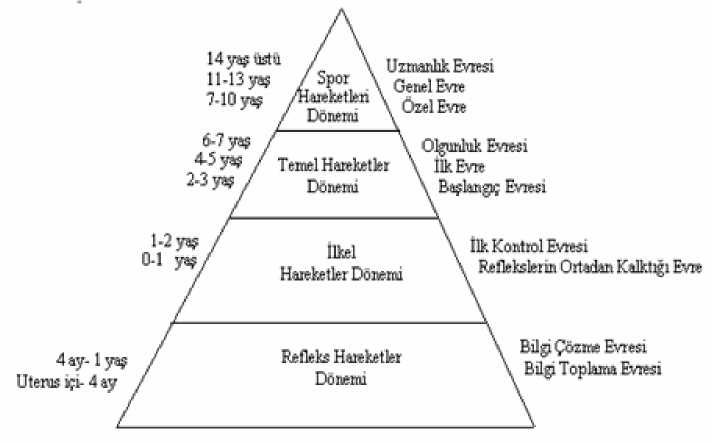 14 yaş üstü
11-13 yaş
7-10 yaş
Spor
Hareketleri
Dönemi
Uzmanlık Evresi
Genel Evre
Özel Evre
6-7 yaş
4-5 yaş
2-3 yaş
Temel Hareketler
Dönemi
Olgunluk Evresi
İlk Evre
Başlangıç Evresi
1-2 yaş
0-1 yaş
İlkel
Hareketler Dönemi
İlk Kontrol Evresi
Reflekslerin Ortadan Kalktığı Evre
4 ay- 1 yaş
Uterus içi- 4 ay
Refleks Hareketler
Dönemi
Bilgi Çözme Evresi
Bilgi Toplama Evresi